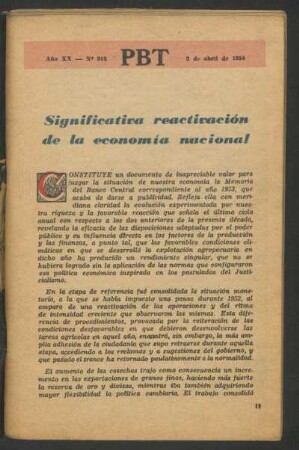 Año XX — Nº
PBT
2 de abril de 1954
Significativa reactivación
de la economía nacional
CONSTITUYE un documento de inapreciable valor para
juzgar la situación de nuestra economía la Memoria
del Banco Central correspondiente al año 1953, que
acaba de darse a publicidad. Refleja ella con meri-
diana claridad la evolución experimentada por nues-
tra riqueza y la favorable reacción que señala el último ciclo
anual con respecto a los dos anteriores de la presente década,
revelando la eficacia de las disposiciones adoptadas por el poder
público y su influencia directa en los factores de la producción
y las finanzas, a punto tal, que las favorables condiciones cli-
máticas en que se desarrolló la explotación agropecuaria en
dicho año ha producido un rendimiento singular, que no se
hubiera logrado sin la aplicación de las normas que configuraron
esa política económica inspirada en los postulados del Justi-
cialismo.
En la etapa de referencia fué consolidada la situación mone-
taria, a la que se había impuesto una pausa durante 1952, al
amparo de una reactivación de las operaciones y del ritmo
de intensidad creciente que observaron las mismas. Esta dife-
rencia de procedimientos, provocada por la reiteración de las
condiciones desfavorables en que debieron desenvolverse las
tareas agrícolas en aquel año, encontró, sin embargo, la más am-
plia adhesión de la ciudadanía que supo retraerse durante aquella
etapa, accediendo a los reclamos y a sugestiones del gobierno, y
que pasado el trance ha retornado paulatinamente a la normalidad.
El aumento de las cosechas trajo como consecuencia un incre-
mento en las exportaciones de granos finos, haciendo más fuerte
la reserva de oro y divisas, mientras iba también adquiriendo
mayor flexibilidad la política cambiaria. El trabajo consolidó